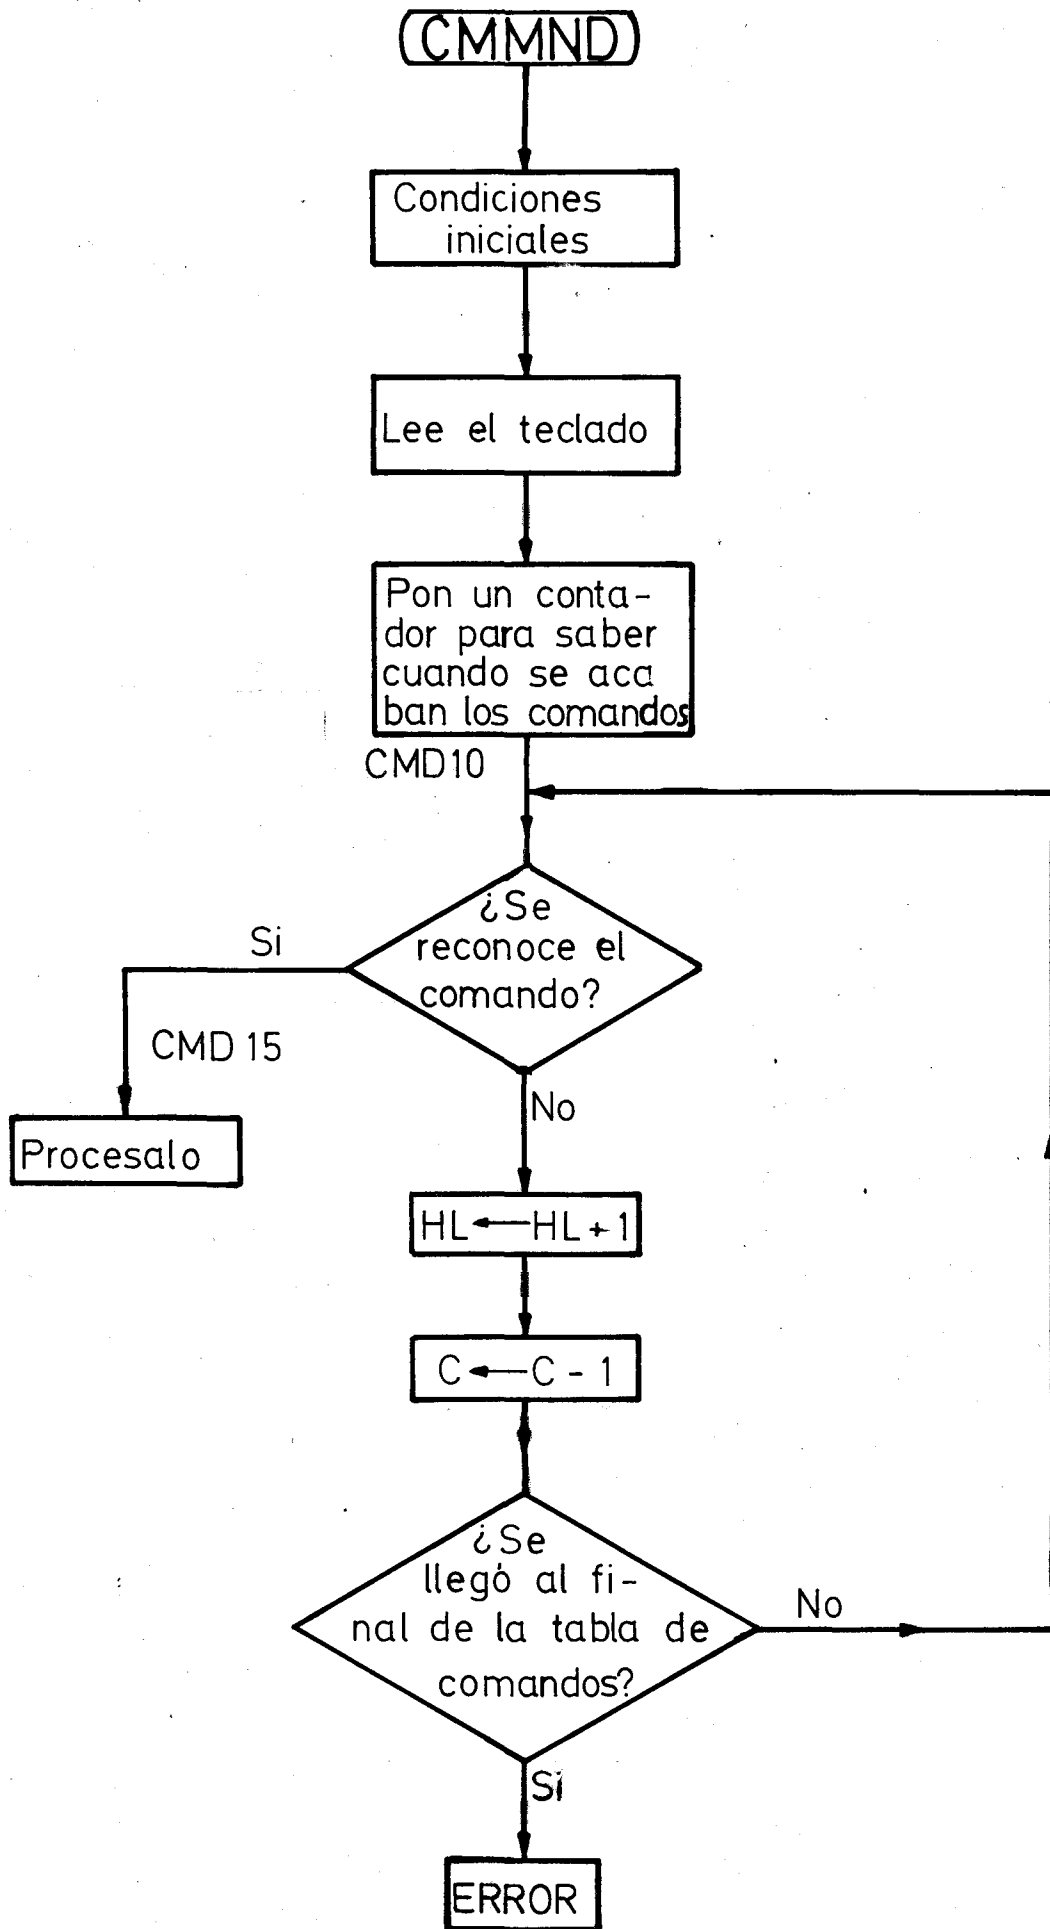 CMMND
Condiciones
iniciales
Lee el teclado
Pon un conta-
dor para saber
cuando se aca
ban los comandos
CMD10
¿Se
reconoce el
comando?
Si
CMD 15
Procesalo
No
HL ← HL + 1
C ← C - 1
¿Se
llegó al fi-
nal de la tabla de
comandos?
No
Si
ERROR